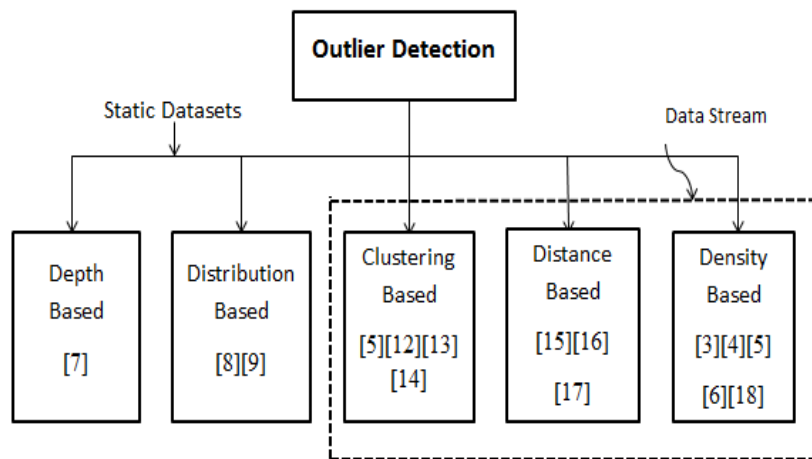 Outlier Detection
Static Datasets
Data Stream
Depth
Based
[7]
Distribution
Based
[8][9]
Clustering
Based
[5][12][13]
[14]
Distance
Based
[15][16]
[17]
Density
Based
[3][4][5]
[6][18]